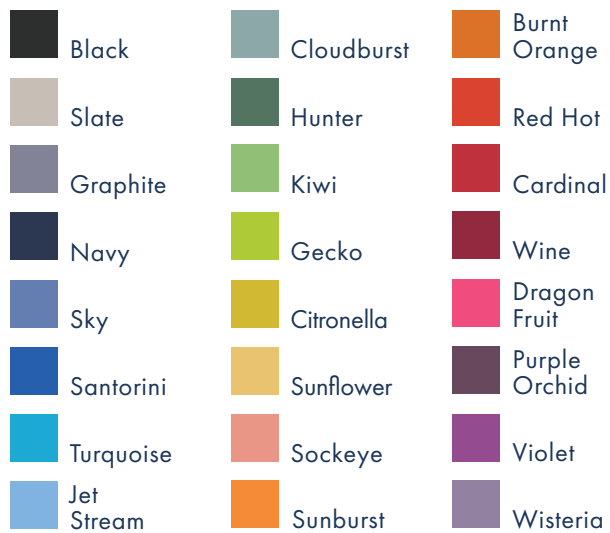 Black
Slate
Graphite
Navy
Sky
Santorini
Turquoise
Jet
Stream
Cloudburst
Hunter
Kiwi
Gecko
Citronella
Sunflower
Sockeye
Sunburst
Burnt
Orange
Red Hot
Cardinal
Wine
Dragon
Fruit
Purple
Orchid
Violet
Wisteria